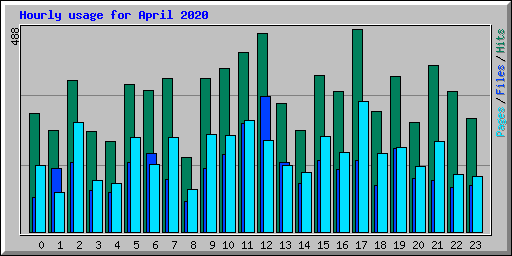 Hourly usage for April 2020
488
Pages / Files / Hits
0 1 2 3 4 5 6 7 8 9 10 11 12 13 14 15 16 17 18 19 20 21 22 23